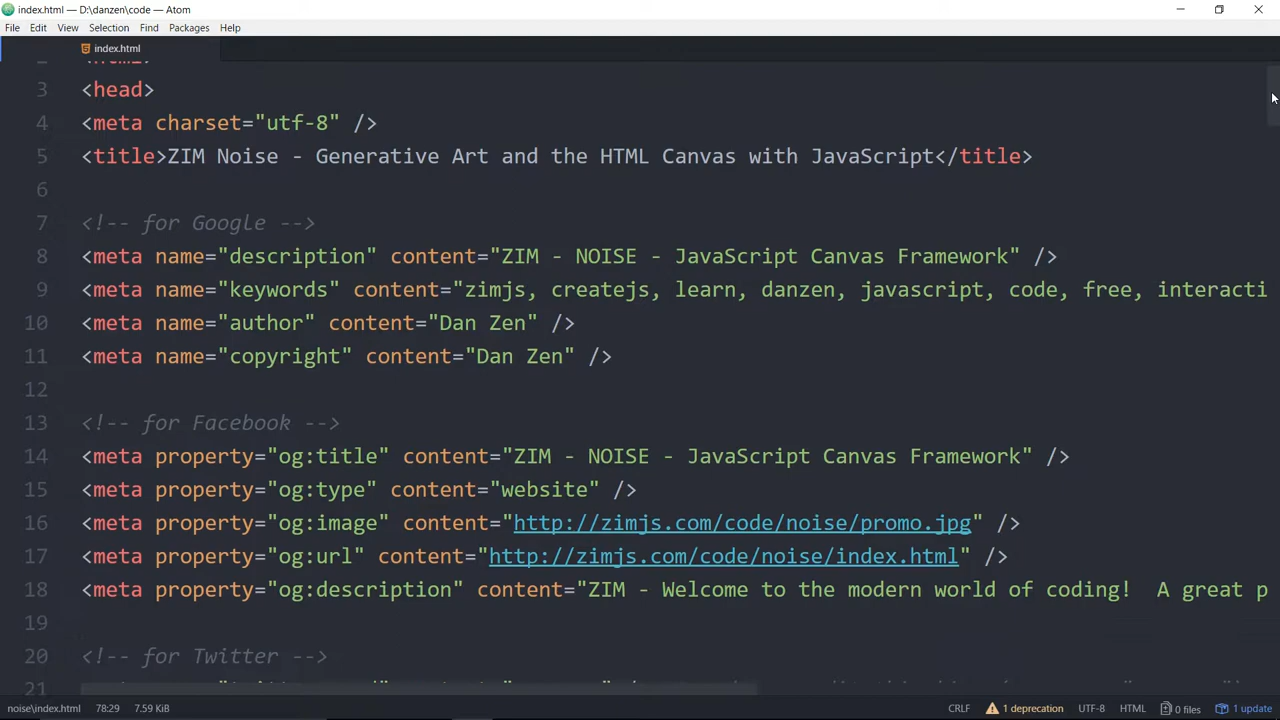 index.html — D:\danzen\code — Atom
File Edit View Selection Find Packages Help
index.html
3 <head>
4 <meta charset="utf-8" />
5 <title>ZIM Noise - Generative Art and the HTML Canvas with JavaScript</title>
6
7 <!-- for Google -->
8 <meta name="description" content="ZIM - NOISE - JavaScript Canvas Framework" />
9 <meta name="keywords" content="zimjs, createjs, learn, danzen, javascript, code, free, interacti
10 <meta name="author" content="Dan Zen" />
11 <meta name="copyright" content="Dan Zen" />
12
13 <!-- for Facebook -->
14 <meta property="og:title" content="ZIM - NOISE - JavaScript Canvas Framework" />
15 <meta property="og:type" content="website" />
16 <meta property="og:image" content="http://zimjs.com/code/noise/promo.jpg" />
17 <meta property="og:url" content="http://zimjs.com/code/noise/index.html" />
18 <meta property="og:description" content="ZIM - Welcome to the modern world of coding!  A great p
19
20 <!-- for Twitter -->
21
noise\index.html 78:29 7.59 KiB CRLF 1 deprecation UTF-8 HTML 0 files 1 update